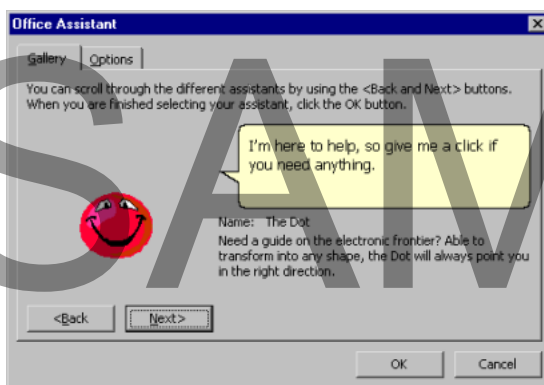 Office Assistant
Gallery
Options
You can scroll through the different assistants by using the <Back and Next> buttons.
When you are finished selecting your assistant, click the OK button.
I'm here to help, so give me a click if
you need anything.
Name: The Dot
Need a guide on the electronic frontier? Able to
transform into any shape, the Dot will always point you
in the right direction.
<Back
Next>
OK
Cancel
SAM